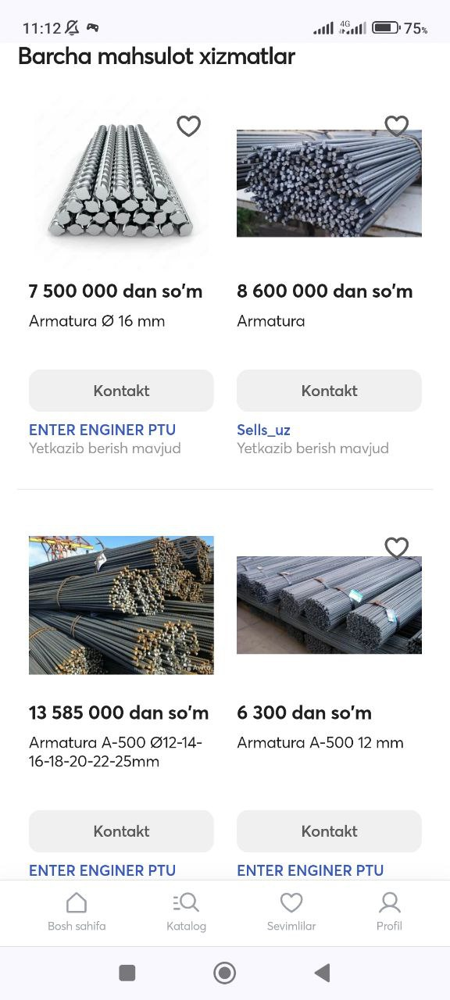 11:12
4G
75%
Barcha mahsulot xizmatlar
7 500 000 dan so'm
8 600 000 dan so'm
Armatura Ø 16 mm
Armatura
Kontakt
Kontakt
ENTER ENGINER PTU
Sells_uz
Yetkazib berish mavjud
Yetkazib berish mavjud
13 585 000 dan so'm
6 300 dan so'm
Armatura A-500 Ø12-14-
16-18-20-22-25mm
Armatura A-500 12 mm
Kontakt
Kontakt
ENTER ENGINER PTU
ENTER ENGINER PTU
Bosh sahifa
Katalog
Sevimlilar
Profil